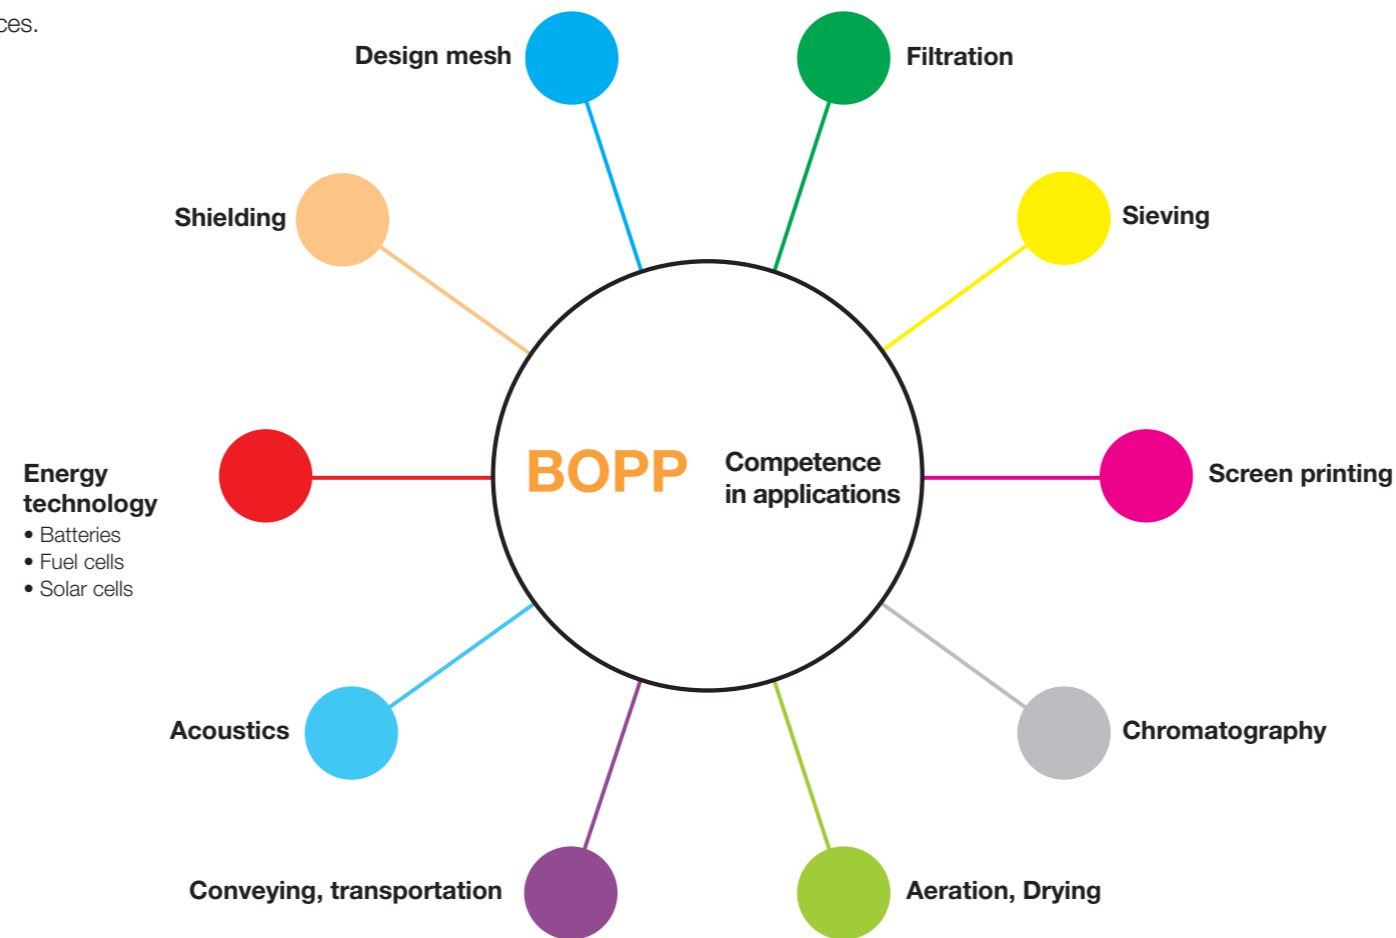 ces.
Design mesh
Filtration
Shielding
Sieving
Energy
technology
• Batteries
• Fuel cells
• Solar cells
BOPP
Competence
in applications
Screen printing
Acoustics
Chromatography
Conveying, transportation
Aeration, Drying